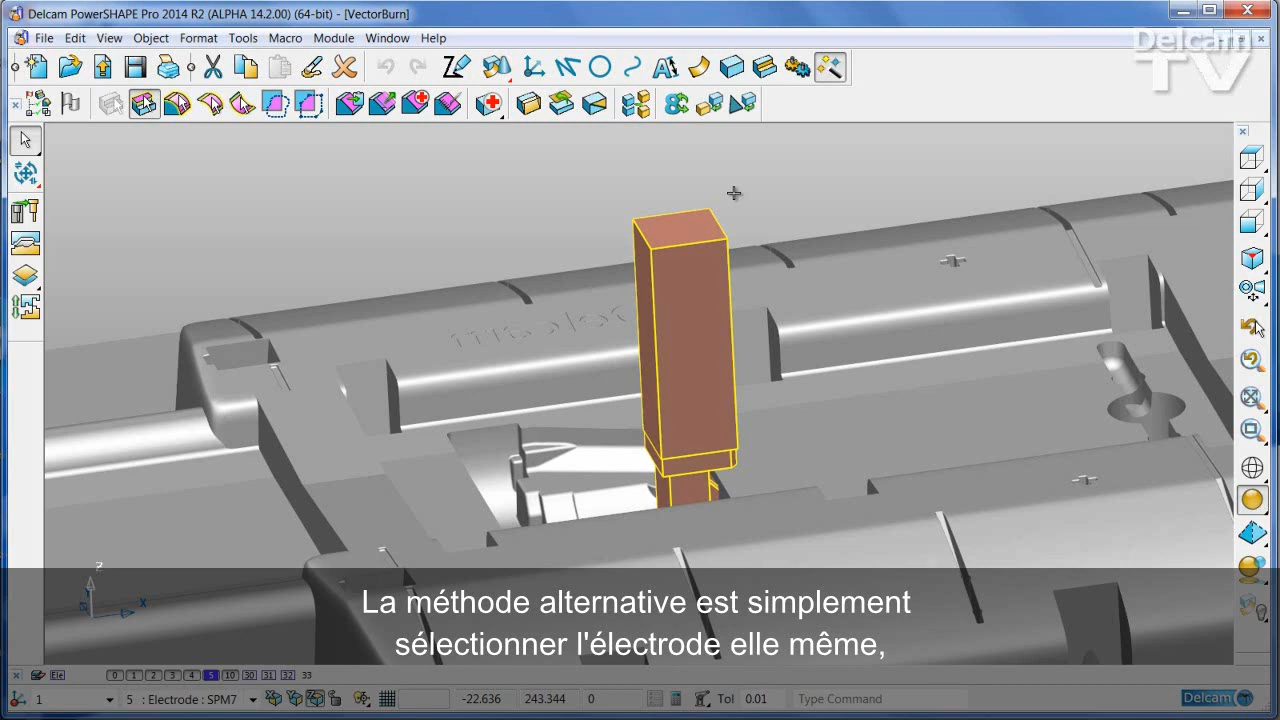 Delcam PowerSHAPE Pro 2014 R2 (ALPHA 14.2.00) (64-bit) - [VectorBurn]
File Edit View Object Format Tools Macro Module Window Help
Delcam
TV
Delcam
Z
X
La méthode alternative est simplement
sélectionner l'électrode elle même,
Ele 0 1 2 3 4 5 10 30 31 32 33
1 5 : Electrode : SPM7 -22.636 243.344 0 Tol 0.01 Type Command Delcam